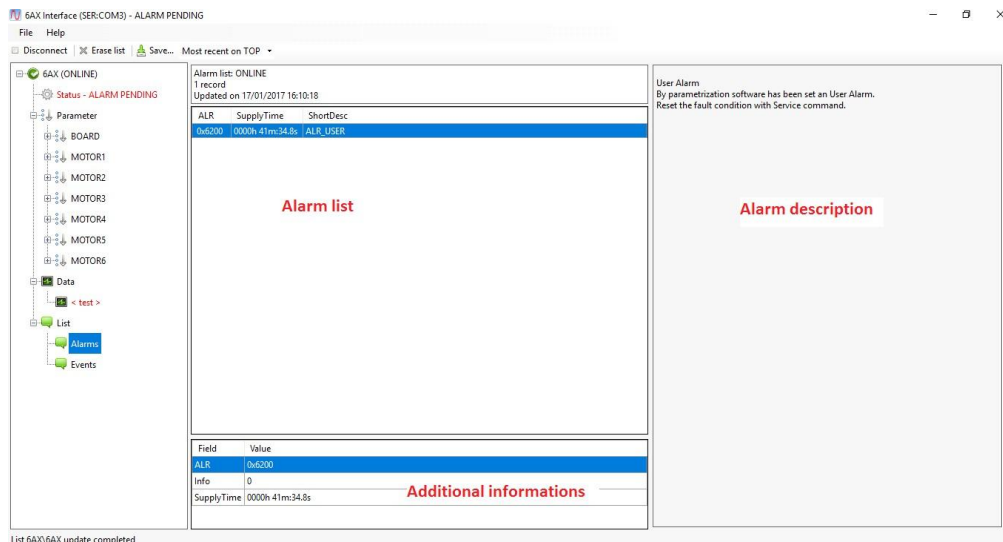 6AX Interface (SER:COM3) - ALARM PENDING
File Help
Disconnect Erase list Save... Most recent on TOP
6AX (ONLINE)
Status - ALARM PENDING
Parameter
BOARD
MOTOR1
MOTOR2
MOTOR3
MOTOR4
MOTOR5
MOTOR6
Data
< test >
List
Alarms
Events
Alarm list: ONLINE
1 record
Updated on 17/01/2017 16:10:18
ALR SupplyTime ShortDesc
0x6200 0000h 41m:34.8s ALR_USER
Alarm list
Field Value
ALR 0x6200
Info 0
SupplyTime 0000h 41m:34.8s
Additional informations
User Alarm
By parametrization software has been set an User Alarm.
Reset the fault condition with Service command.
Alarm description
List 6AX\6AX update completed